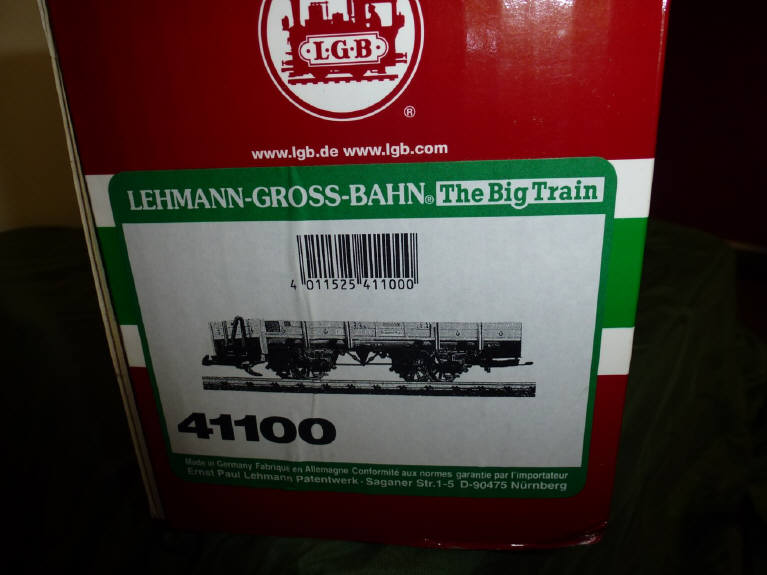 L·G·B
®
www.lgb.de www.lgb.com
LEHMANN-GROSS-BAHN® The Big Train
4 011525 411000
41100
Made in Germany Fabriqué en Allemagne Conformité aux normes garantie par l'importateur
Ernst Paul Lehmann Patentwerk · Saganer Str.1-5 D-90475 Nürnberg